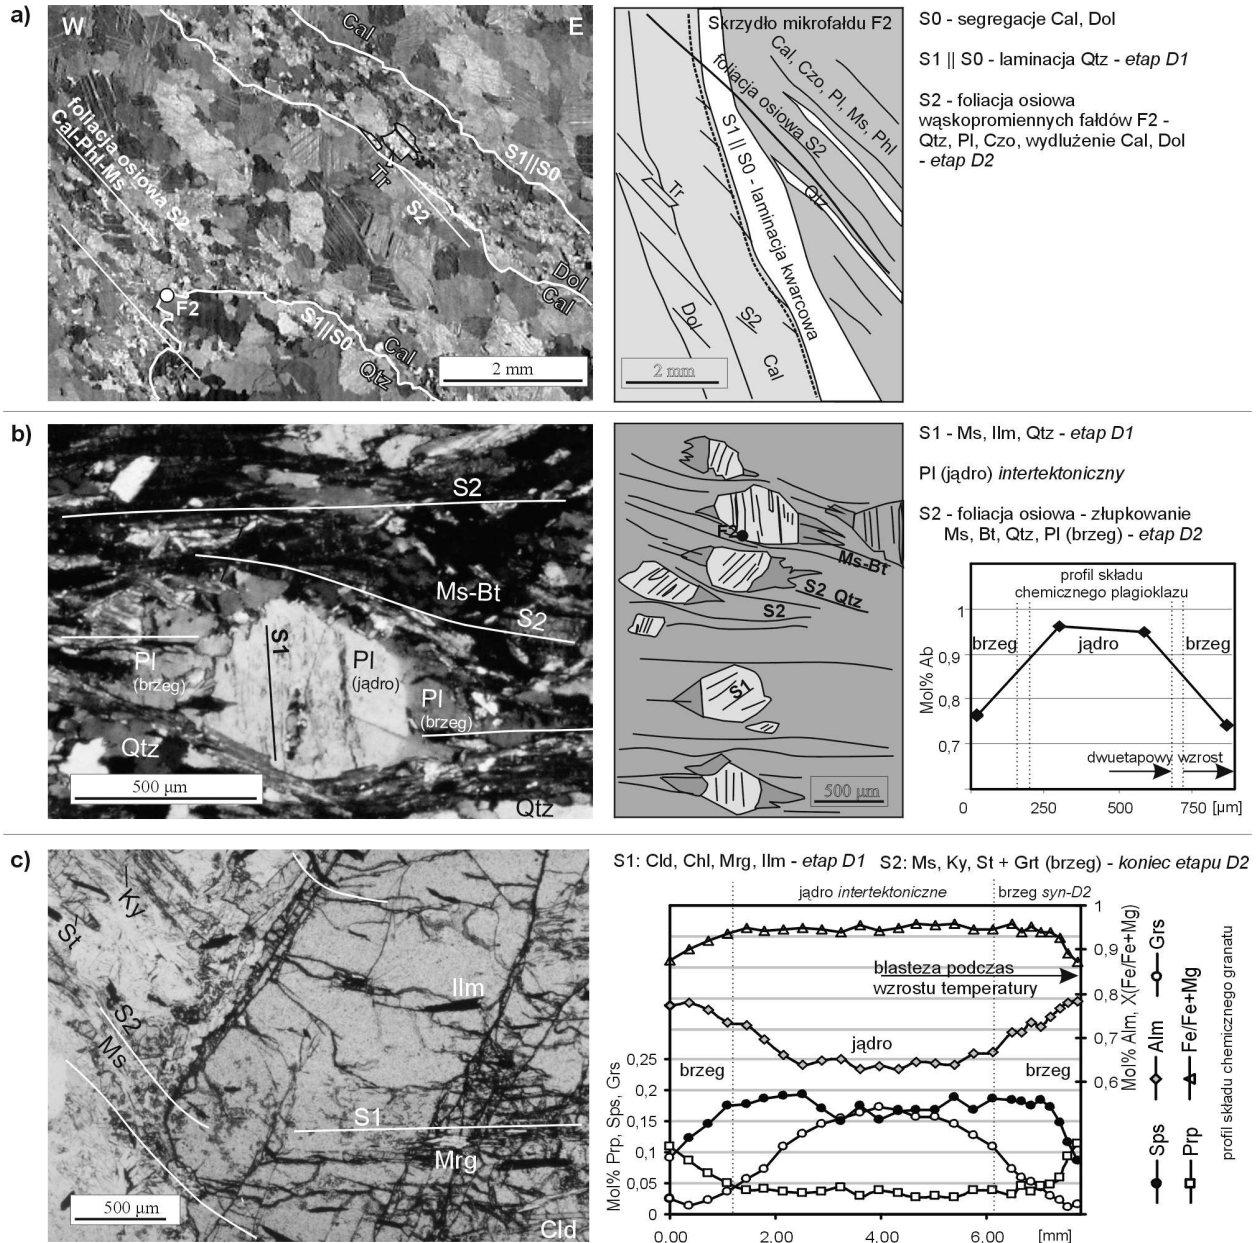 a)
W
E
Cal
foliacja osiowa S2
Cal-Phl-Ms
S1||S0
Tr
S2
Dol
Cal
F2
S1||S0
Cal
Qtz
2 mm
Skrzydło mikrofałdu F2
Cal, Czo, Pl, Ms, Phl
foliacja osiowa S2
S1 || S0 - laminacja kwarcowa
Qtz
Tr
Dol
S2
Cal
2 mm
S0 - segregacje Cal, Dol
S1 || S0 - laminacja Qtz - etap D1
S2 - foliacja osiowa
wąskopromiennych fałdów F2 -
Qtz, Pl, Czo, wydlużenie Cal, Dol
- etap D2
b)
S2
Ms-Bt
S2
S1
Pl
(jądro)
Pl
(brzeg)
Pl
(brzeg)
Qtz
500 µm
Qtz
F2
Ms-Bt
S2 Qtz
S2
S1
500 µm
S1 - Ms, Ilm, Qtz - etap D1
Pl (jądro) intertektoniczny
S2 - foliacja osiowa - złupkowanie
Ms, Bt, Qtz, Pl (brzeg) - etap D2
profil składu
chemicznego plagioklazu
1
brzeg
jądro
brzeg
0,9
0,8
0,7
Mol% Ab
dwuetapowy wzrost
0 250 500 750 [µm]
c)
Ky
St
S2
Ms
Ilm
S1
Mrg
Cld
500 µm
S1: Cld, Chl, Mrg, Ilm - etap D1 S2: Ms, Ky, St + Grt (brzeg) - koniec etapu D2
jądro intertektoniczne
brzeg syn-D2
1
0,9
0,8
0,7
0,6
Mol% Alm, X(Fe/Fe+Mg)
blasteza podczas
wzrostu temperatury
jądro
brzeg
brzeg
0,25
0,2
0,15
0,1
0,05
0
Mol% Prp, Sps, Grs
0.00 2.00 4.00 6.00 [mm]
Grs
Alm
Fe/Fe+Mg
Sps
Prp
profil składu chemicznego granatu